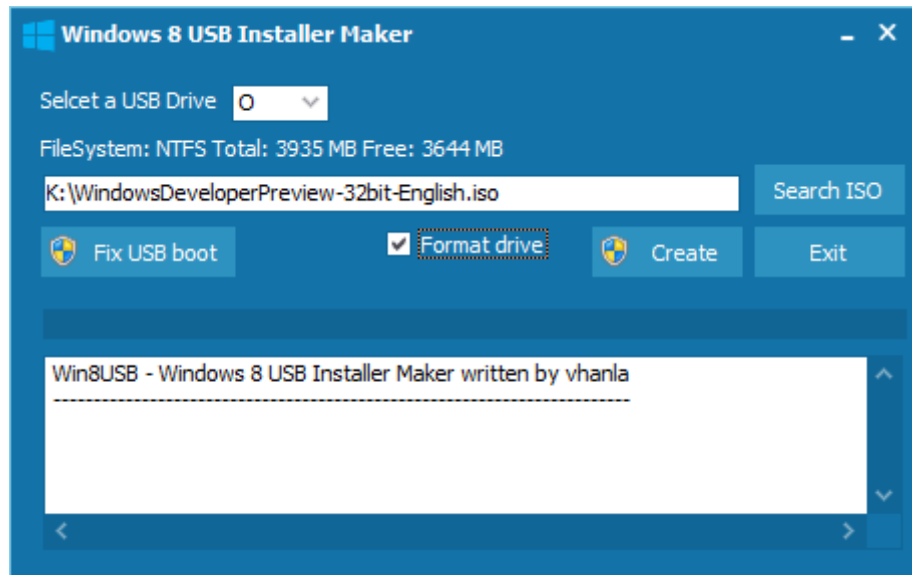 Windows 8 USB Installer Maker
Selcet a USB Drive O
FileSystem: NTFS Total: 3935 MB Free: 3644 MB
K:\WindowsDeveloperPreview-32bit-English.iso Search ISO
Fix USB boot Format drive Create Exit
Win8USB - Windows 8 USB Installer Maker written by vhanla
------------------------------------------------------------------------